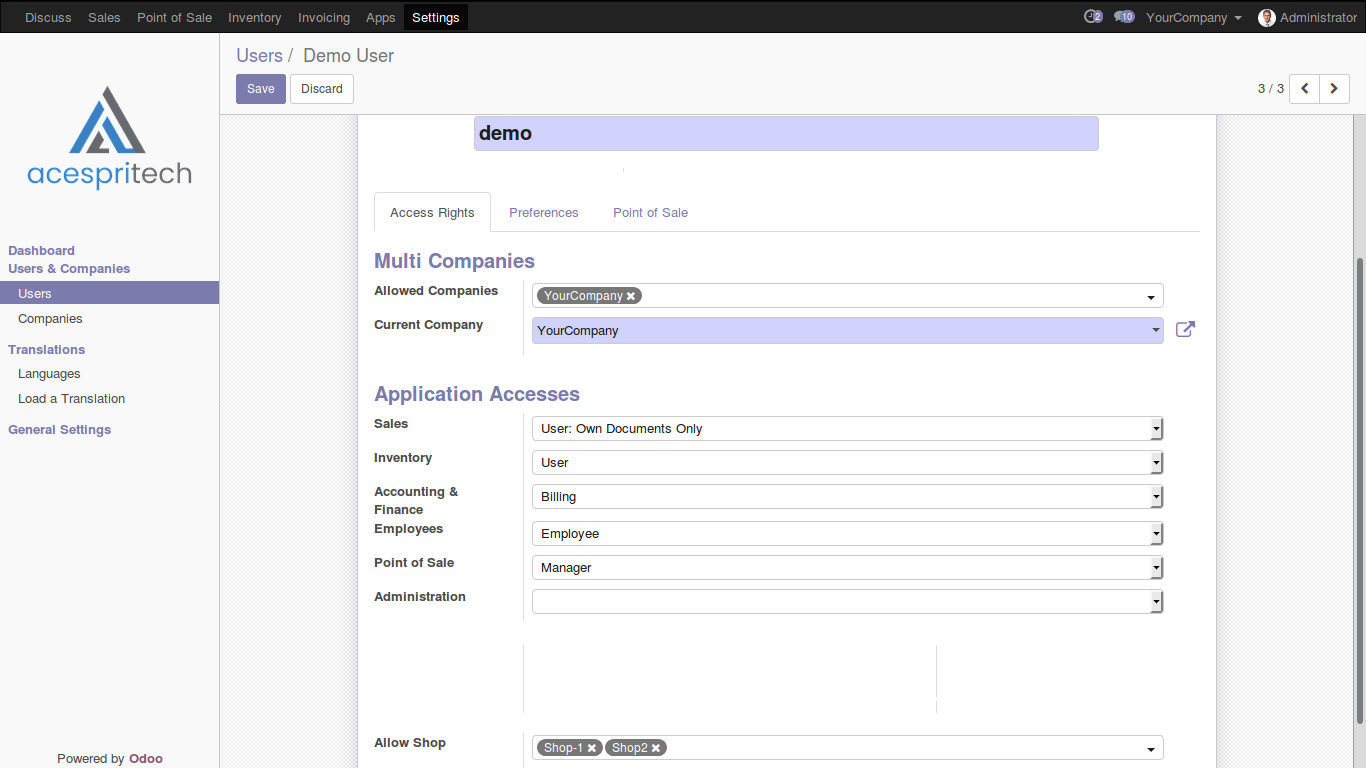 Discuss Sales Point of Sale Inventory Invoicing Apps Settings 2 10 YourCompany Administrator
Users / Demo User
Save Discard 3 / 3
acespritech
Dashboard
Users & Companies
Users
Companies
Translations
Languages
Load a Translation
General Settings
Powered by Odoo
demo
Access Rights Preferences Point of Sale
Multi Companies
Allowed Companies YourCompany
Current Company YourCompany
Application Accesses
Sales User: Own Documents Only
Inventory User
Accounting & Finance Billing
Employees Employee
Point of Sale Manager
Administration
Allow Shop Shop-1 Shop2